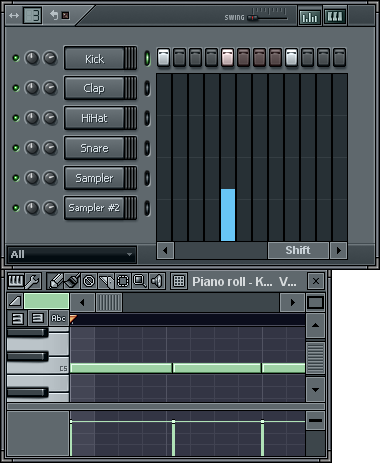 3
SWING
Kick
Clap
HiHat
Snare
Sampler
Sampler #2
All
Shift
Piano roll - K... V...
Abc
C5